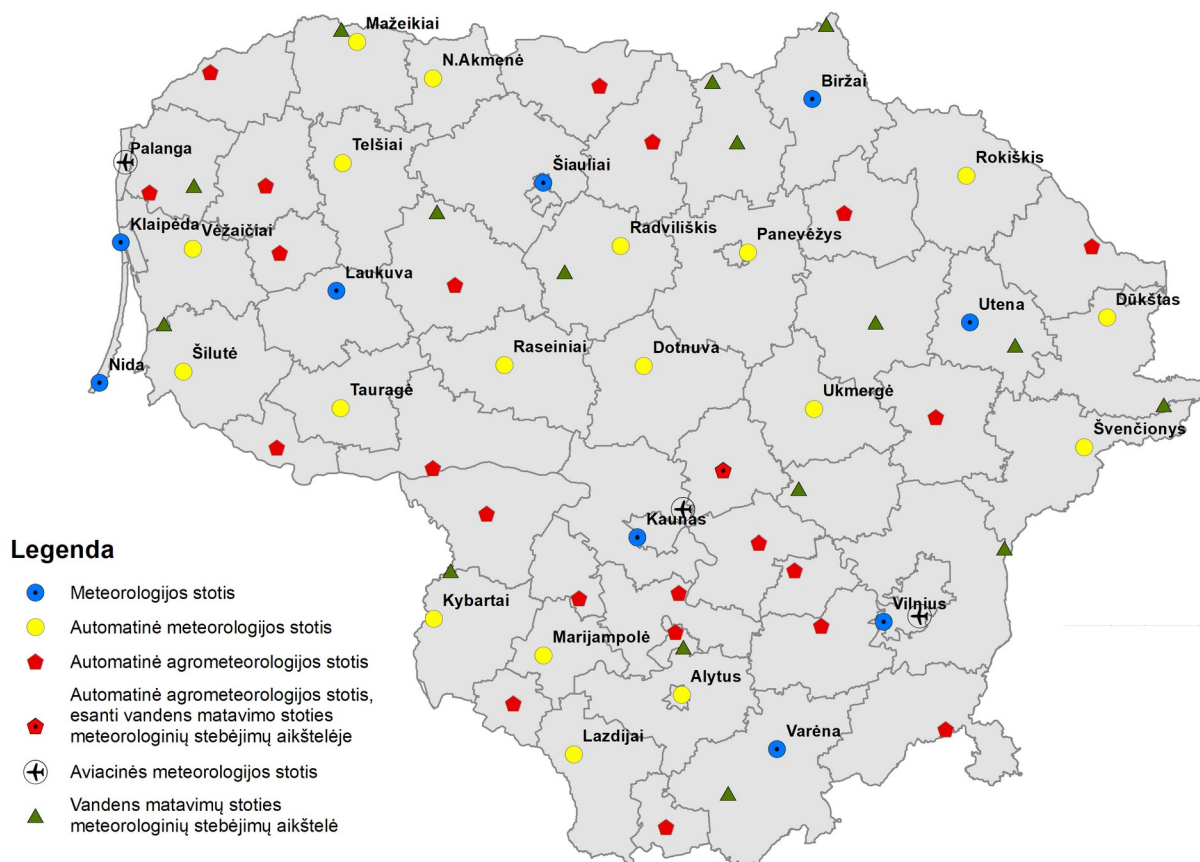 Mažeikiai
N.Akmenė
Biržai
Palanga
Telšiai
Šiauliai
Rokiškis
Klaipėda
Vėžaičiai
Radviliškis
Panevėžys
Laukuva
Utena
Dūkštas
Nida
Šilutė
Raseiniai
Dotnuva
Tauragė
Ukmergė
Švenčionys
Kaunas
Kybartai
Vilnius
Marijampolė
Alytus
Lazdijai
Varėna
Legenda
Meteorologijos stotis
Automatinė meteorologijos stotis
Automatinė agrometeorologijos stotis
Automatinė agrometeorologijos stotis,
esanti vandens matavimo stoties
meteorologinių stebėjimų aikštelėje
Aviacinės meteorologijos stotis
Vandens matavimų stoties
meteorologinių stebėjimų aikštelė